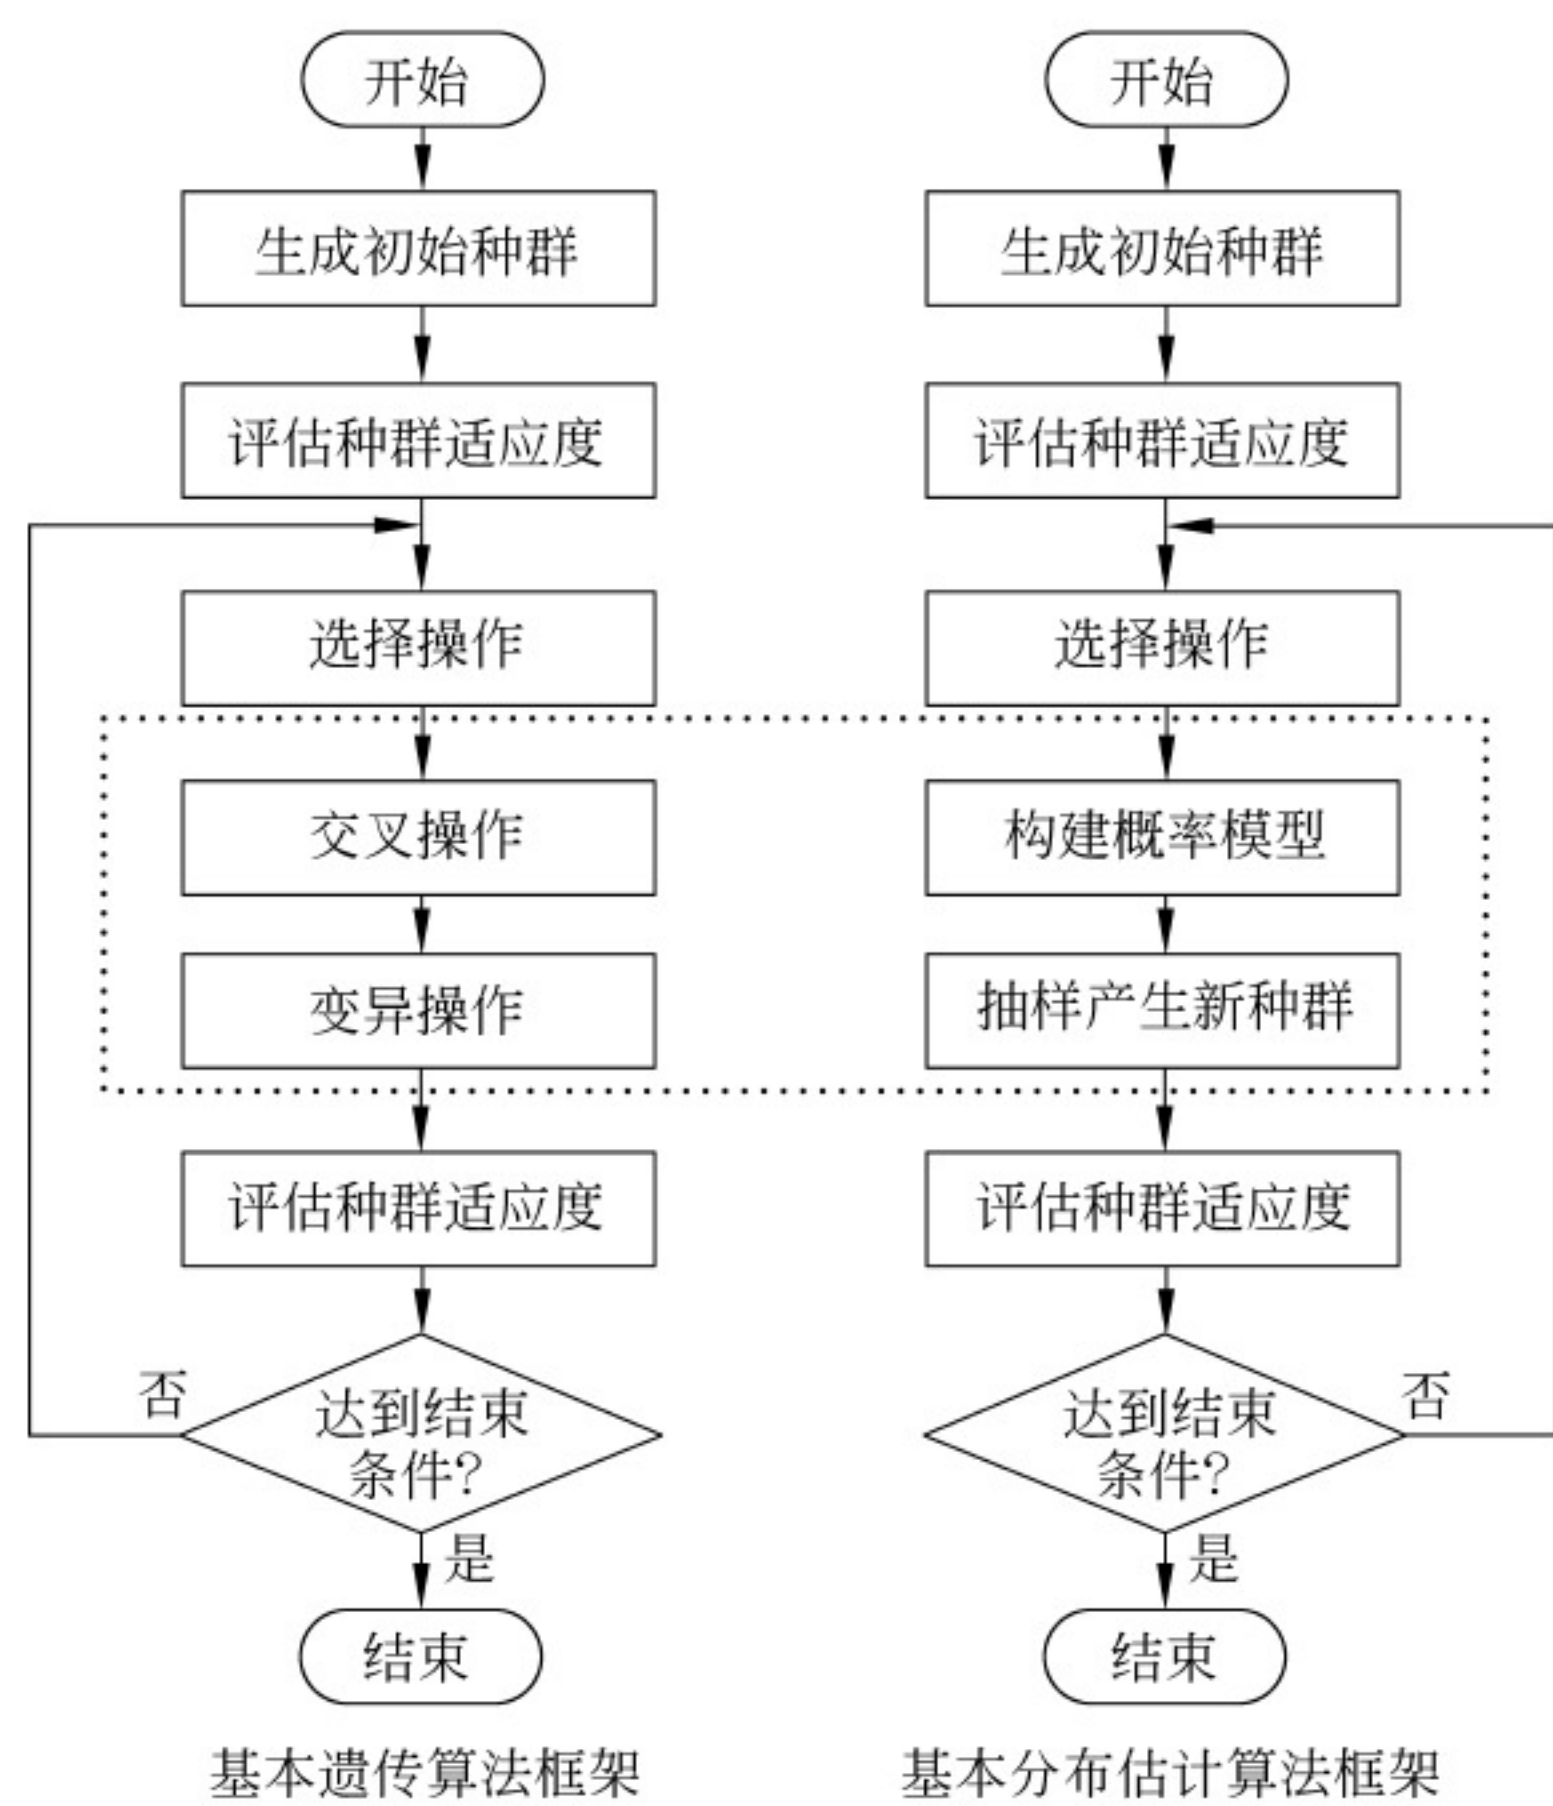 开始
生成初始种群
评估种群适应度
选择操作
交叉操作
变异操作
评估种群适应度
达到结束
条件?
否
是
结束
基本遗传算法框架
开始
生成初始种群
评估种群适应度
选择操作
构建概率模型
抽样产生新种群
评估种群适应度
达到结束
条件?
否
是
结束
基本分布估计算法框架